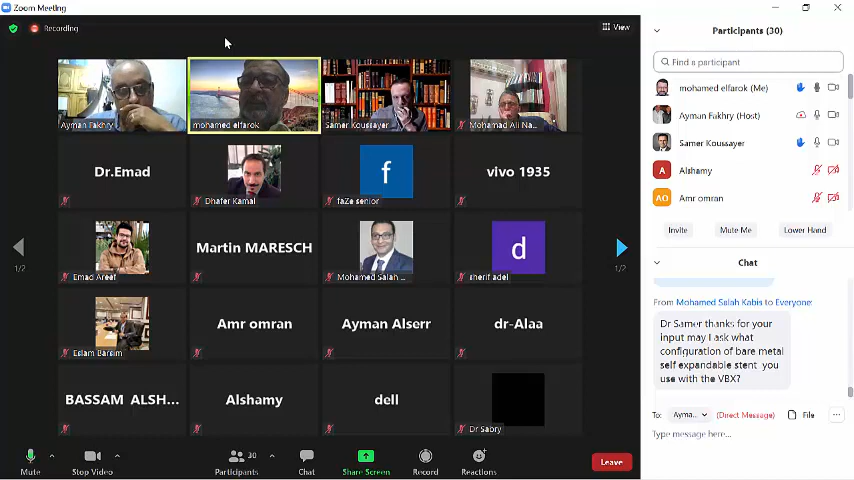 Zoom Meeting
Recording
View
Ayman Fakhry
mohamed elfarok
Samer Koussayer
Mohamad Ali Na...
Dr.Emad
Dhafer Kamal
f
faZe senior
vivo 1935
Emad Areef
Martin MARESCH
Mohamed Salah ...
d
sherif adel
1/2
1/2
Eslam Barsim
Amr omran
Ayman Alserr
dr-Alaa
BASSAM ALSH...
Alshamy
dell
Dr Sabry
Mute
Stop Video
30
Participants
Chat
Share Screen
Record
Reactions
Leave
Participants (30)
Find a participant
mohamed elfarok (Me)
Ayman Fakhry (Host)
Samer Koussayer
A
Alshamy
AO
Amr omran
Invite
Mute Me
Lower Hand
Chat
From Mohamed Salah Kabis to Everyone:
Dr Samer thanks for your
input may I ask what
configuration of bare metal
self expandable stent you
use with the VBX?
To:
Ayma..
(Direct Message)
File
Type message here...